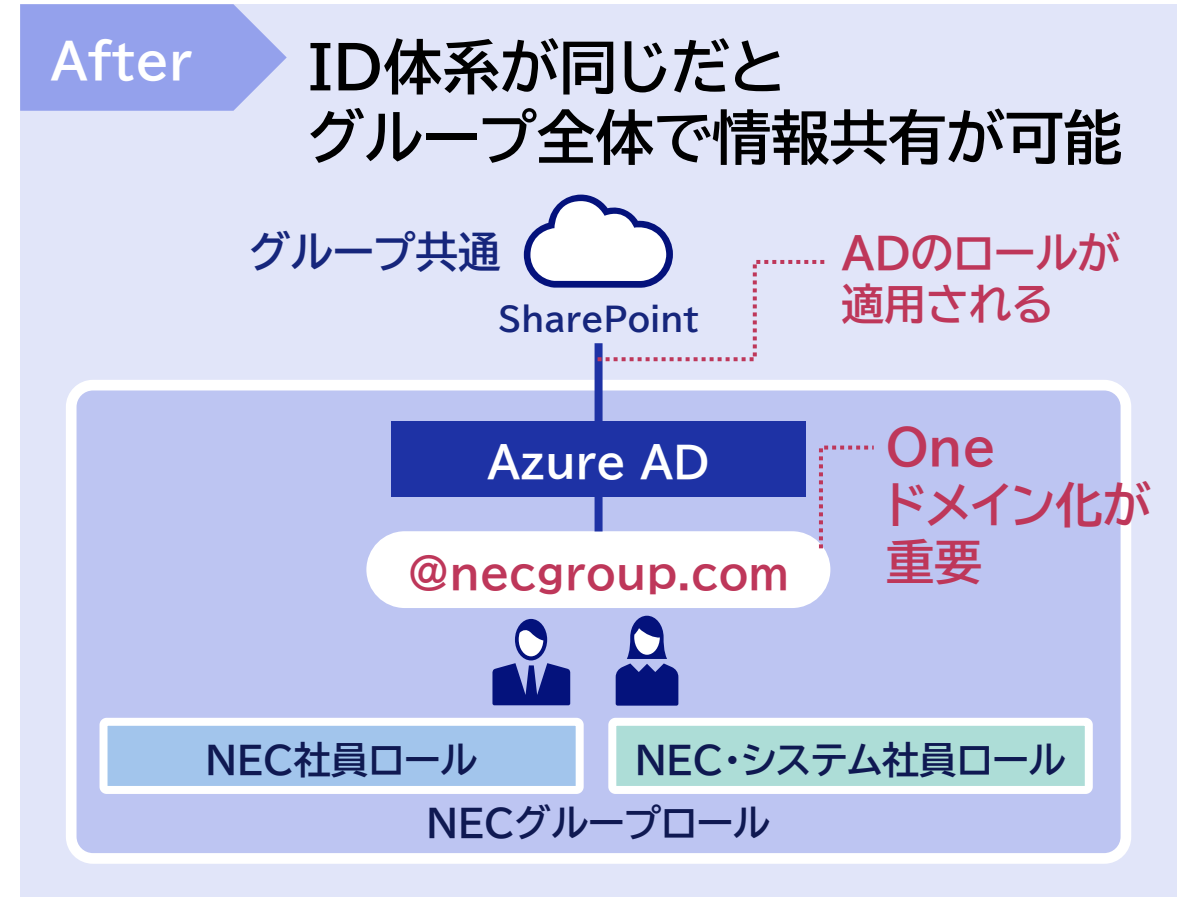 After
ID体系が同じだと
グループ全体で情報共有が可能
グループ共通
SharePoint
ADのロールが
適用される
Azure AD
One
ドメイン化が
重要
@necgroup.com
NEC社員ロール
NEC・システム社員ロール
NECグループロール